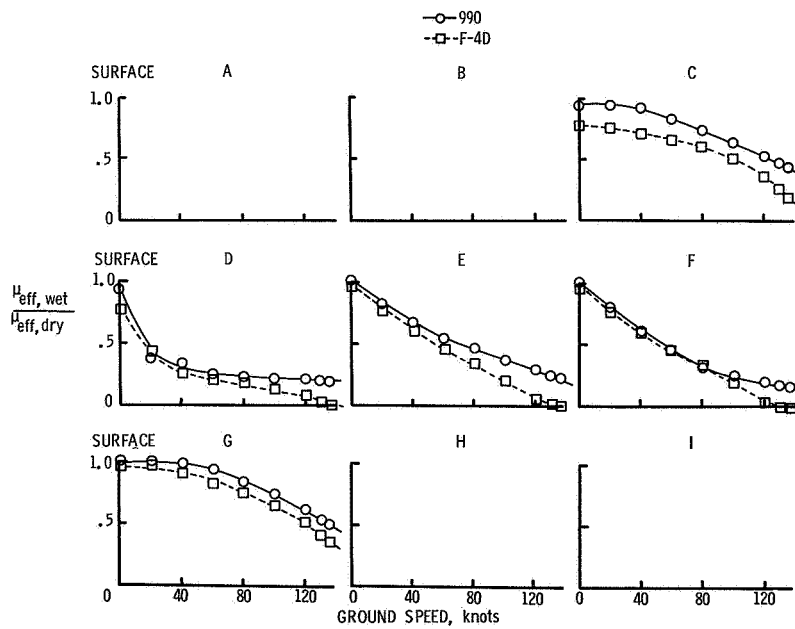 990
F-4D
SURFACE A B C
1.0
.5
0
SURFACE D E F
1.0
.5
0
μeff, wet
μeff, dry
SURFACE G H I
1.0
.5
0 40 80 120 0 40 80 120 0 40 80 120
GROUND SPEED, knots